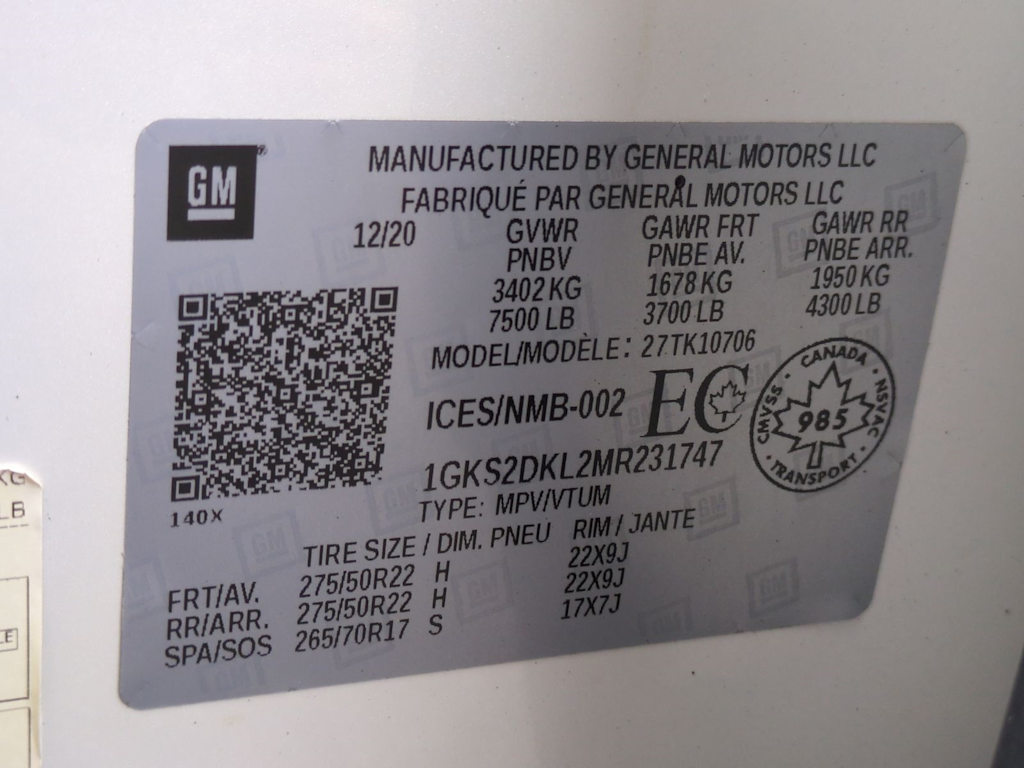 GM
MANUFACTURED BY GENERAL MOTORS LLC
FABRIQUÉ PAR GENERAL MOTORS LLC
12/20 GVWR GAWR FRT GAWR RR
PNBV PNBE AV. PNBE ARR.
3402 KG 1678 KG 1950 KG
7500 LB 3700 LB 4300 LB
MODEL/MODÈLE: 27TK10706
ICES/NMB-002 EC
CANADA
CMVSS · NSVAC
985
TRANSPORT
1GKS2DKL2MR231747
140X
TYPE: MPV/VTUM
TIRE SIZE / DIM. PNEU RIM / JANTE
FRT/AV. 275/50R22 H 22X9J
RR/ARR. 275/50R22 H 22X9J
SPA/SOS 265/70R17 S 17X7J
KG
LB